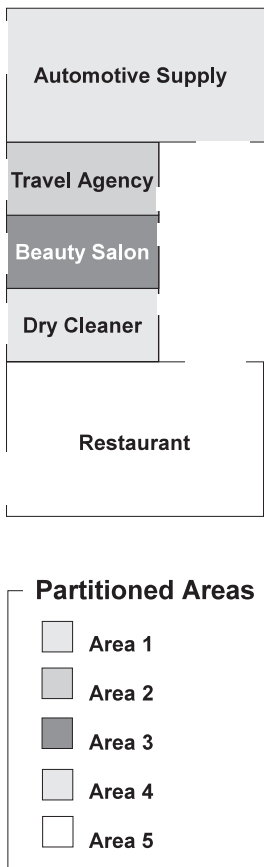 Automotive Supply
Travel Agency
Beauty Salon
Dry Cleaner
Restaurant
Partitioned Areas
Area 1
Area 2
Area 3
Area 4
Area 5